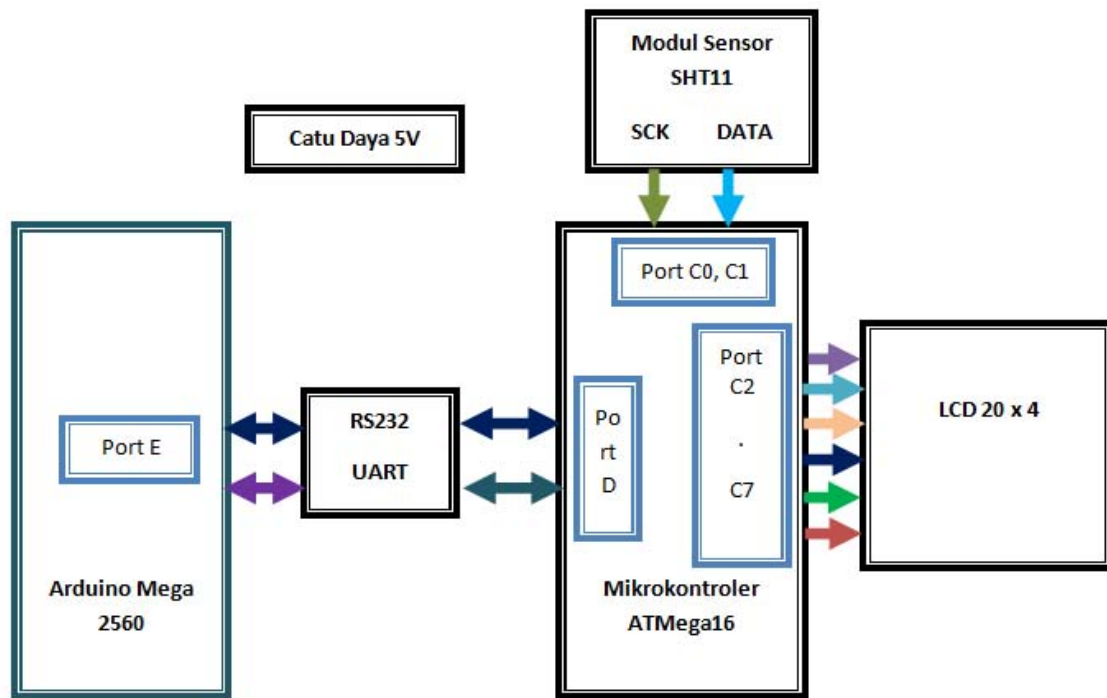 Modul Sensor
SHT11
SCK DATA
Catu Daya 5V
Port C0, C1
Port
C2
.
C7
Po
rt
D
LCD 20 x 4
RS232
UART
Port E
Arduino Mega
2560
Mikrokontroler
ATMega16